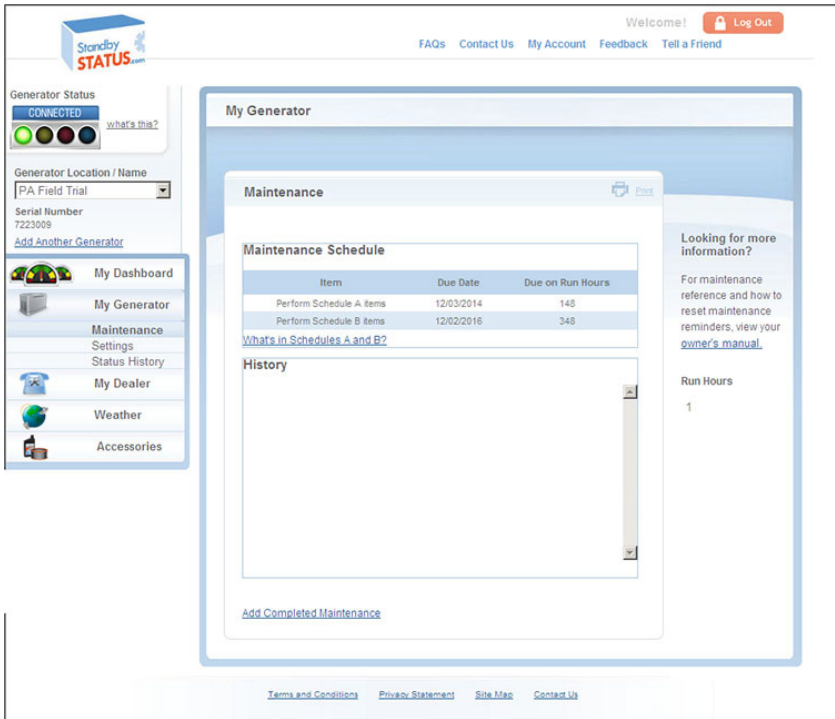 Welcome!
Log Out
Standby
STATUS.com
FAQs Contact Us My Account Feedback Tell a Friend
Generator Status
CONNECTED
what's this?
Generator Location / Name
PA Field Trial
Serial Number
7223009
Add Another Generator
My Dashboard
My Generator
Maintenance
Settings
Status History
My Dealer
Weather
Accessories
My Generator
Maintenance
Print
Maintenance Schedule
Item Due Date Due on Run Hours
Perform Schedule A items 12/03/2014 148
Perform Schedule B items 12/02/2016 348
What's in Schedules A and B?
History
Add Completed Maintenance
Looking for more
information?
For maintenance
reference and how to
reset maintenance
reminders, view your
owner's manual.
Run Hours
1
Terms and Conditions Privacy Statement Site Map Contact Us